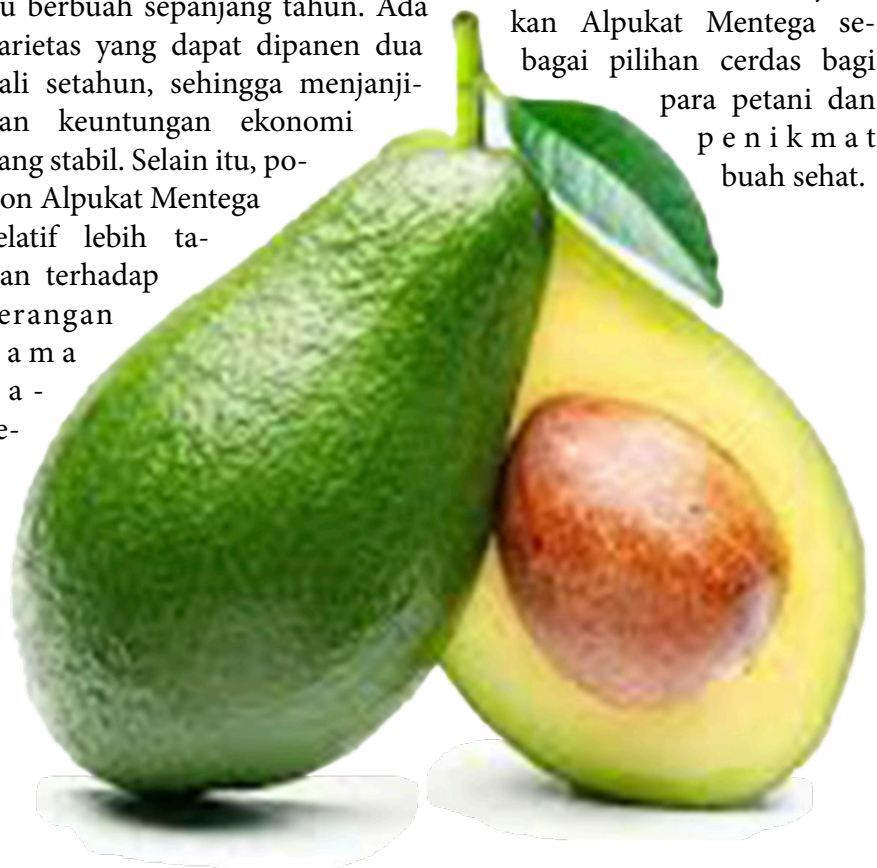 u berbuah sepanjang tahun. Ada
arietas yang dapat dipanen dua
ali setahun, sehingga menjanji-
an keuntungan ekonomi
ang stabil. Selain itu, po-
on Alpukat Mentega
elatif lebih ta-
an terhadap
erangan
ama
a-
e-
kan Alpukat Mentega se-
bagai pilihan cerdas bagi
para petani dan
penikmat
buah sehat.